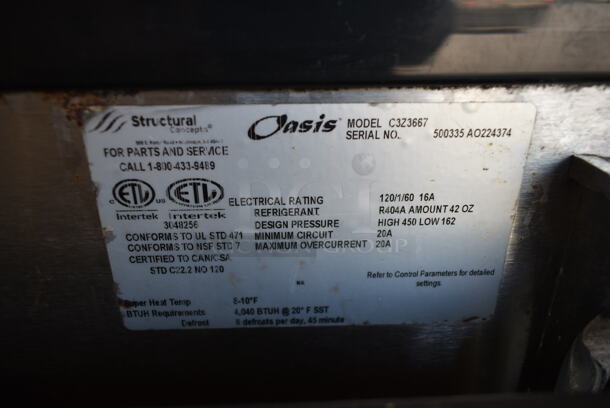 Structural Concepts
Oasis
MODEL C3Z3667
SERIAL NO. 500335 AO224374
FOR PARTS AND SERVICE
CALL 1-800-433-9489
ETL ETL
Intertek Intertek
3048256
CONFORMS TO UL STD 471
CONFORMS TO NSF STD 7
CERTIFIED TO CAN/CSA
STD C22.2 NO 120
ELECTRICAL RATING 120/1/60 16A
REFRIGERANT R404A AMOUNT 42 OZ
DESIGN PRESSURE HIGH 450 LOW 162
MINIMUM CIRCUIT 20A
MAXIMUM OVERCURRENT 20A
NA
Refer to Control Parameters for detailed
settings.
Super Heat Temp 8-10°F
BTUH Requirements 4,040 BTUH @ 20° F SST
Defrost 6 defrosts per day, 45 minute